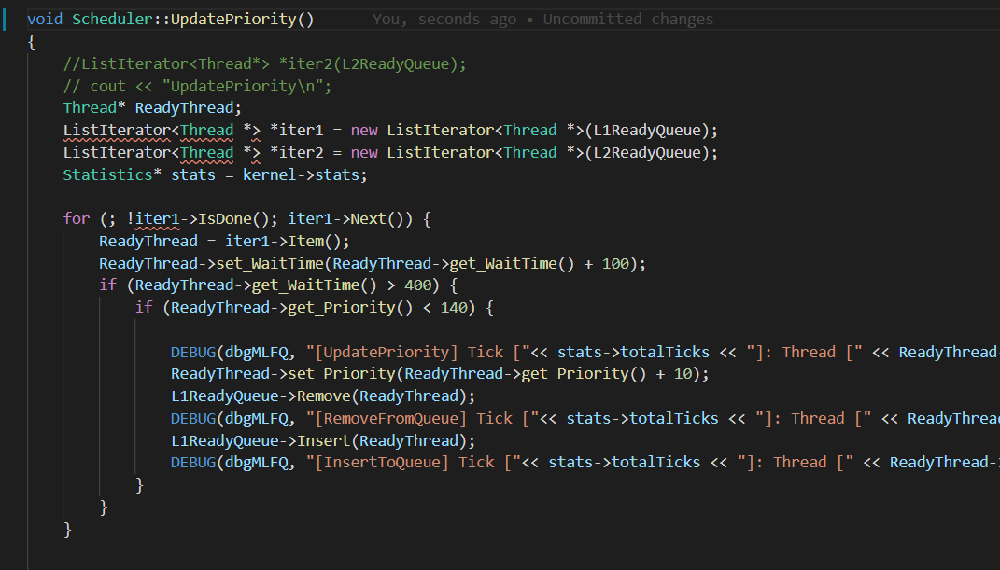 void Scheduler::UpdatePriority() You, seconds ago • Uncommitted changes
{
//ListIterator<Thread*> *iter2(L2ReadyQueue);
// cout << "UpdatePriority\n";
Thread* ReadyThread;
ListIterator<Thread *> *iter1 = new ListIterator<Thread *>(L1ReadyQueue);
ListIterator<Thread *> *iter2 = new ListIterator<Thread *>(L2ReadyQueue);
Statistics* stats = kernel->stats;
for (; !iter1->IsDone(); iter1->Next()) {
ReadyThread = iter1->Item();
ReadyThread->set_WaitTime(ReadyThread->get_WaitTime() + 100);
if (ReadyThread->get_WaitTime() > 400) {
if (ReadyThread->get_Priority() < 140) {
DEBUG(dbgMLFQ, "[UpdatePriority] Tick ["<< stats->totalTicks << "]: Thread [" << ReadyThread
ReadyThread->set_Priority(ReadyThread->get_Priority() + 10);
L1ReadyQueue->Remove(ReadyThread);
DEBUG(dbgMLFQ, "[RemoveFromQueue] Tick ["<< stats->totalTicks << "]: Thread [" << ReadyThread
L1ReadyQueue->Insert(ReadyThread);
DEBUG(dbgMLFQ, "[InsertToQueue] Tick ["<< stats->totalTicks << "]: Thread [" << ReadyThread-
}
}
}